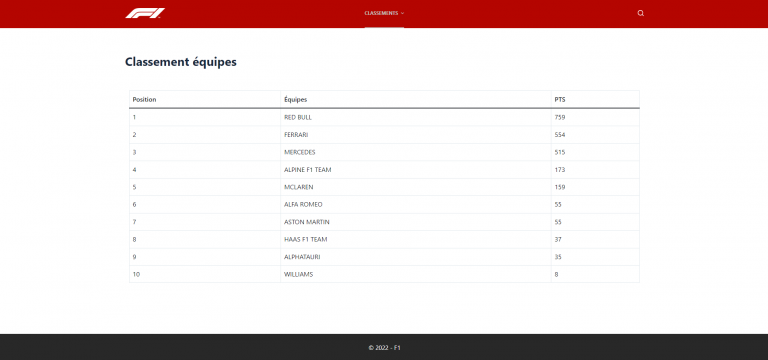 F1
CLASSEMENTS
Classement équipes
Position Équipes PTS
1 RED BULL 759
2 FERRARI 554
3 MERCEDES 515
4 ALPINE F1 TEAM 173
5 MCLAREN 159
6 ALFA ROMEO 55
7 ASTON MARTIN 55
8 HAAS F1 TEAM 37
9 ALPHATAURI 35
10 WILLIAMS 8
© 2022 - F1